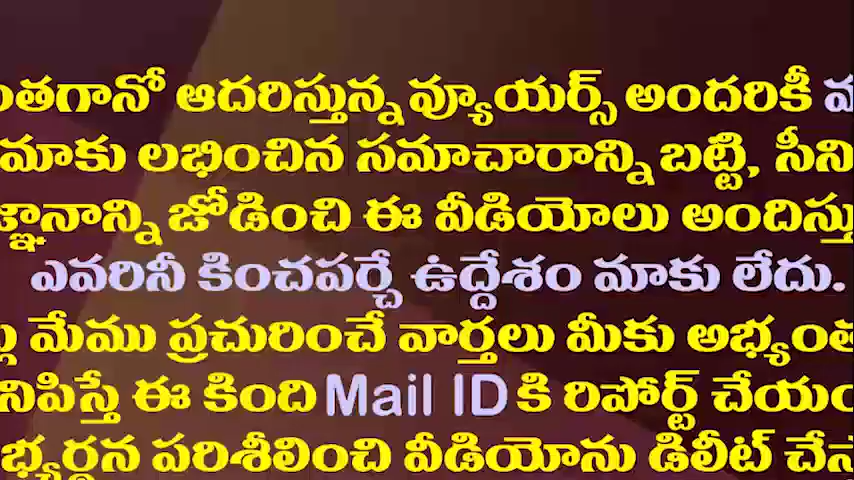 ంతగానో ఆదరిస్తున్న వ్యూయర్స్ అందరికీ
మాకు లభించిన సమాచారాన్ని బట్టి, సీని
జ్ఞానాన్ని జోడించి ఈ వీడియోలు అందిస్తు
ఎవరినీ కించపర్చే ఉద్దేశం మాకు లేదు.
మేము ప్రచురించే వార్తలు మీకు అభ్యంత
నిపిస్తే ఈ కింది Mail ID కి రిపోర్ట్ చేయం
భ్యర్థన పరిశీలించి వీడియోను డిలీట్ చే